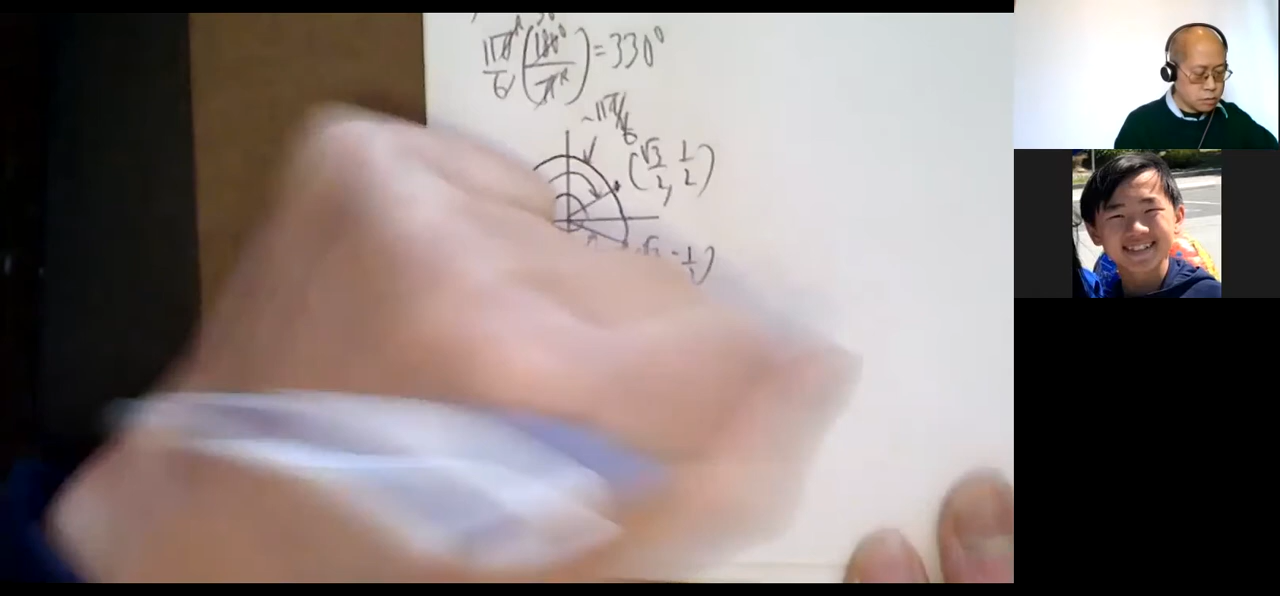 11π^R/6 (180°/π^R) = 330°
-11π/6
(√3/2, 1/2)